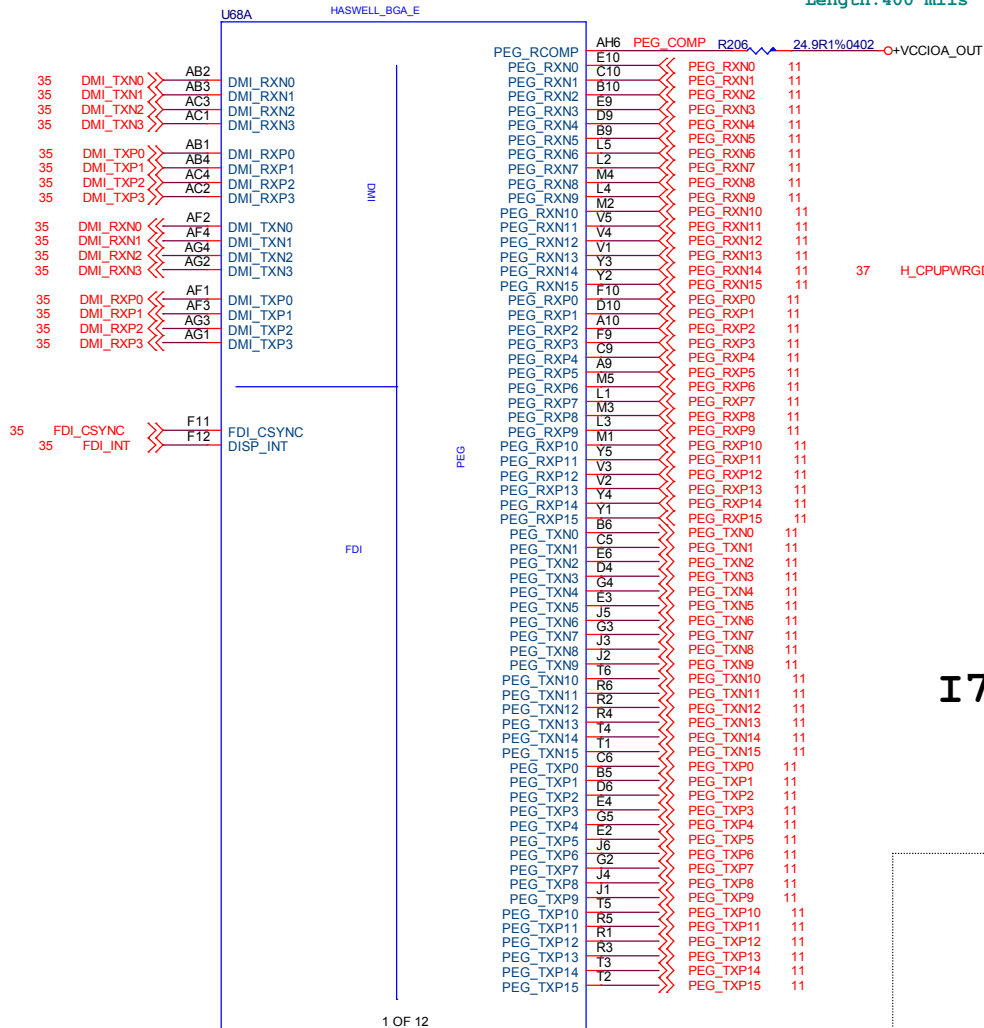 Length:400 mils
U68A HASWELL_BGA_E
35 DMI_TXN0 AB2 DMI_RXN0
35 DMI_TXN1 AB3 DMI_RXN1
35 DMI_TXN2 AC3 DMI_RXN2
35 DMI_TXN3 AC1 DMI_RXN3
35 DMI_TXP0 AB1 DMI_RXP0
35 DMI_TXP1 AB4 DMI_RXP1
35 DMI_TXP2 AC4 DMI_RXP2
35 DMI_TXP3 AC2 DMI_RXP3
35 DMI_RXN0 AF2 DMI_TXN0
35 DMI_RXN1 AF4 DMI_TXN1
35 DMI_RXN2 AG4 DMI_TXN2
35 DMI_RXN3 AG2 DMI_TXN3
35 DMI_RXP0 AF1 DMI_TXP0
35 DMI_RXP1 AF3 DMI_TXP1
35 DMI_RXP2 AG3 DMI_TXP2
35 DMI_RXP3 AG1 DMI_TXP3
35 FDI_CSYNC F11 FDI_CSYNC
35 FDI_INT F12 DISP_INT
DMI
PEG
FDI
PEG_RCOMP AH6 PEG_COMP R206 24.9R1%0402 +VCCIOA_OUT
PEG_RXN0 E10 PEG_RXN0 11
PEG_RXN1 C10 PEG_RXN1 11
PEG_RXN2 B10 PEG_RXN2 11
PEG_RXN3 E9 PEG_RXN3 11
PEG_RXN4 D9 PEG_RXN4 11
PEG_RXN5 B9 PEG_RXN5 11
PEG_RXN6 L5 PEG_RXN6 11
PEG_RXN7 L2 PEG_RXN7 11
PEG_RXN8 M4 PEG_RXN8 11
PEG_RXN9 L4 PEG_RXN9 11
PEG_RXN10 M2 PEG_RXN10 11
PEG_RXN11 V5 PEG_RXN11 11
PEG_RXN12 V4 PEG_RXN12 11
PEG_RXN13 V1 PEG_RXN13 11
PEG_RXN14 Y3 PEG_RXN14 11
PEG_RXN15 Y2 PEG_RXN15 11
PEG_RXP0 F10 PEG_RXP0 11
PEG_RXP1 D10 PEG_RXP1 11
PEG_RXP2 A10 PEG_RXP2 11
PEG_RXP3 F9 PEG_RXP3 11
PEG_RXP4 C9 PEG_RXP4 11
PEG_RXP5 A9 PEG_RXP5 11
PEG_RXP6 M5 PEG_RXP6 11
PEG_RXP7 L1 PEG_RXP7 11
PEG_RXP8 M3 PEG_RXP8 11
PEG_RXP9 L3 PEG_RXP9 11
PEG_RXP10 M1 PEG_RXP10 11
PEG_RXP11 Y5 PEG_RXP11 11
PEG_RXP12 V3 PEG_RXP12 11
PEG_RXP13 V2 PEG_RXP13 11
PEG_RXP14 Y4 PEG_RXP14 11
PEG_RXP15 Y1 PEG_RXP15 11
PEG_TXN0 B6 PEG_TXN0 11
PEG_TXN1 C5 PEG_TXN1 11
PEG_TXN2 E6 PEG_TXN2 11
PEG_TXN3 D4 PEG_TXN3 11
PEG_TXN4 G4 PEG_TXN4 11
PEG_TXN5 E3 PEG_TXN5 11
PEG_TXN6 J5 PEG_TXN6 11
PEG_TXN7 G3 PEG_TXN7 11
PEG_TXN8 J3 PEG_TXN8 11
PEG_TXN9 J2 PEG_TXN9 11
PEG_TXN10 T6 PEG_TXN10 11
PEG_TXN11 R6 PEG_TXN11 11
PEG_TXN12 R2 PEG_TXN12 11
PEG_TXN13 R4 PEG_TXN13 11
PEG_TXN14 T4 PEG_TXN14 11
PEG_TXN15 T1 PEG_TXN15 11
PEG_TXP0 C6 PEG_TXP0 11
PEG_TXP1 B5 PEG_TXP1 11
PEG_TXP2 D6 PEG_TXP2 11
PEG_TXP3 E4 PEG_TXP3 11
PEG_TXP4 G5 PEG_TXP4 11
PEG_TXP5 E2 PEG_TXP5 11
PEG_TXP6 J6 PEG_TXP6 11
PEG_TXP7 G2 PEG_TXP7 11
PEG_TXP8 J4 PEG_TXP8 11
PEG_TXP9 J1 PEG_TXP9 11
PEG_TXP10 T5 PEG_TXP10 11
PEG_TXP11 R5 PEG_TXP11 11
PEG_TXP12 R1 PEG_TXP12 11
PEG_TXP13 R3 PEG_TXP13 11
PEG_TXP14 T3 PEG_TXP14 11
PEG_TXP15 T2 PEG_TXP15 11
1 OF 12
37 H_CPUPWRG
I7